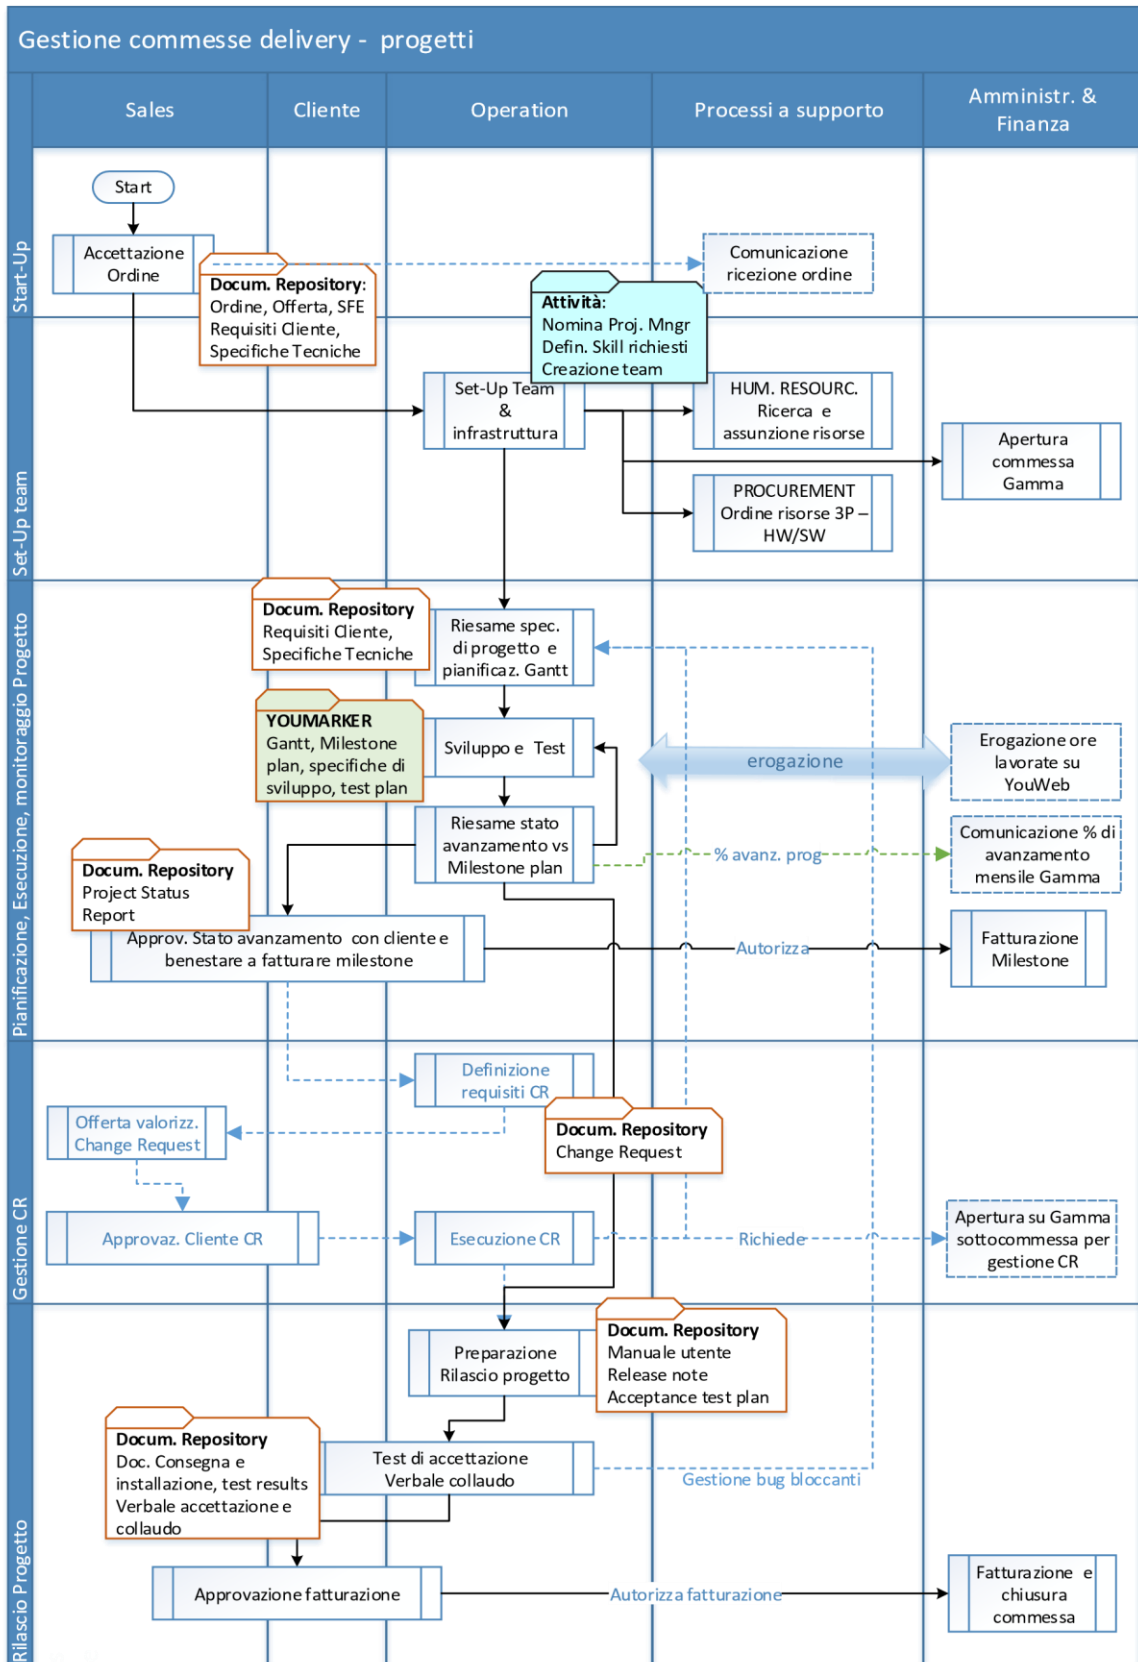 Gestione commesse delivery - progetti
Sales
Cliente
Operation
Processi a supporto
Amministr. &
Finanza
Start-Up
Start
Accettazione
Ordine
Docum. Repository:
Ordine, Offerta, SFE
Requisiti Cliente,
Specifiche Tecniche
Comunicazione
ricezione ordine
Attività:
Nomina Proj. Mngr
Defin. Skill richiesti
Creazione team
Set-Up team
Set-Up Team
&
infrastruttura
HUM. RESOURC.
Ricerca e
assunzione risorse
Apertura
commessa
Gamma
PROCUREMENT
Ordine risorse 3P –
HW/SW
Pianificazione, Esecuzione, monitoraggio Progetto
Docum. Repository
Requisiti Cliente,
Specifiche Tecniche
Riesame spec.
di progetto e
pianificaz. Gantt
YOUMARKER
Gantt, Milestone
plan, specifiche di
sviluppo, test plan
Sviluppo e Test
erogazione
Erogazione ore
lavorate su
YouWeb
Riesame stato
avanzamento vs
Milestone plan
% avanz. prog
Comunicazione % di
avanzamento
mensile Gamma
Docum. Repository
Project Status
Report
Approv. Stato avanzamento con cliente e
benestare a fatturare milestone
Autorizza
Fatturazione
Milestone
Gestione CR
Definizione
requisiti CR
Offerta valorizz.
Change Request
Docum. Repository
Change Request
Approvaz. Cliente CR
Esecuzione CR
Richiede
Apertura su Gamma
sottocommessa per
gestione CR
Rilascio Progetto
Preparazione
Rilascio progetto
Docum. Repository
Manuale utente
Release note
Acceptance test plan
Docum. Repository
Doc. Consegna e
installazione, test results
Verbale accettazione e
collaudo
Test di accettazione
Verbale collaudo
Gestione bug bloccanti
Approvazione fatturazione
Autorizza fatturazione
Fatturazione e
chiusura
commessa